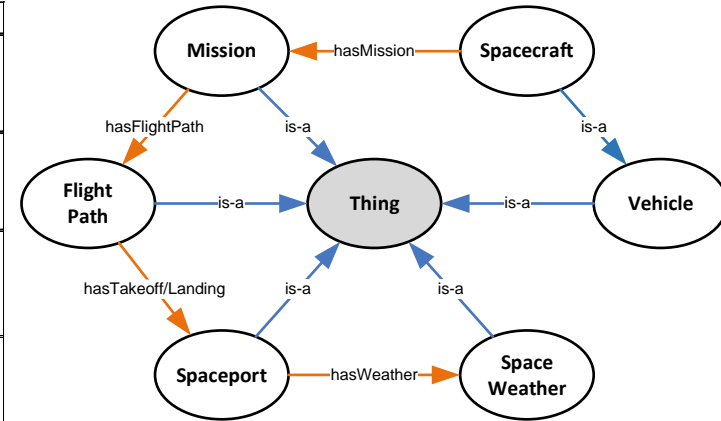 Mission
hasMission
Spacecraft
hasFlightPath
is-a
is-a
Flight
Path
is-a
Thing
is-a
Vehicle
hasTakeoff/Landing
is-a
is-a
Spaceport
hasWeather
Space
Weather